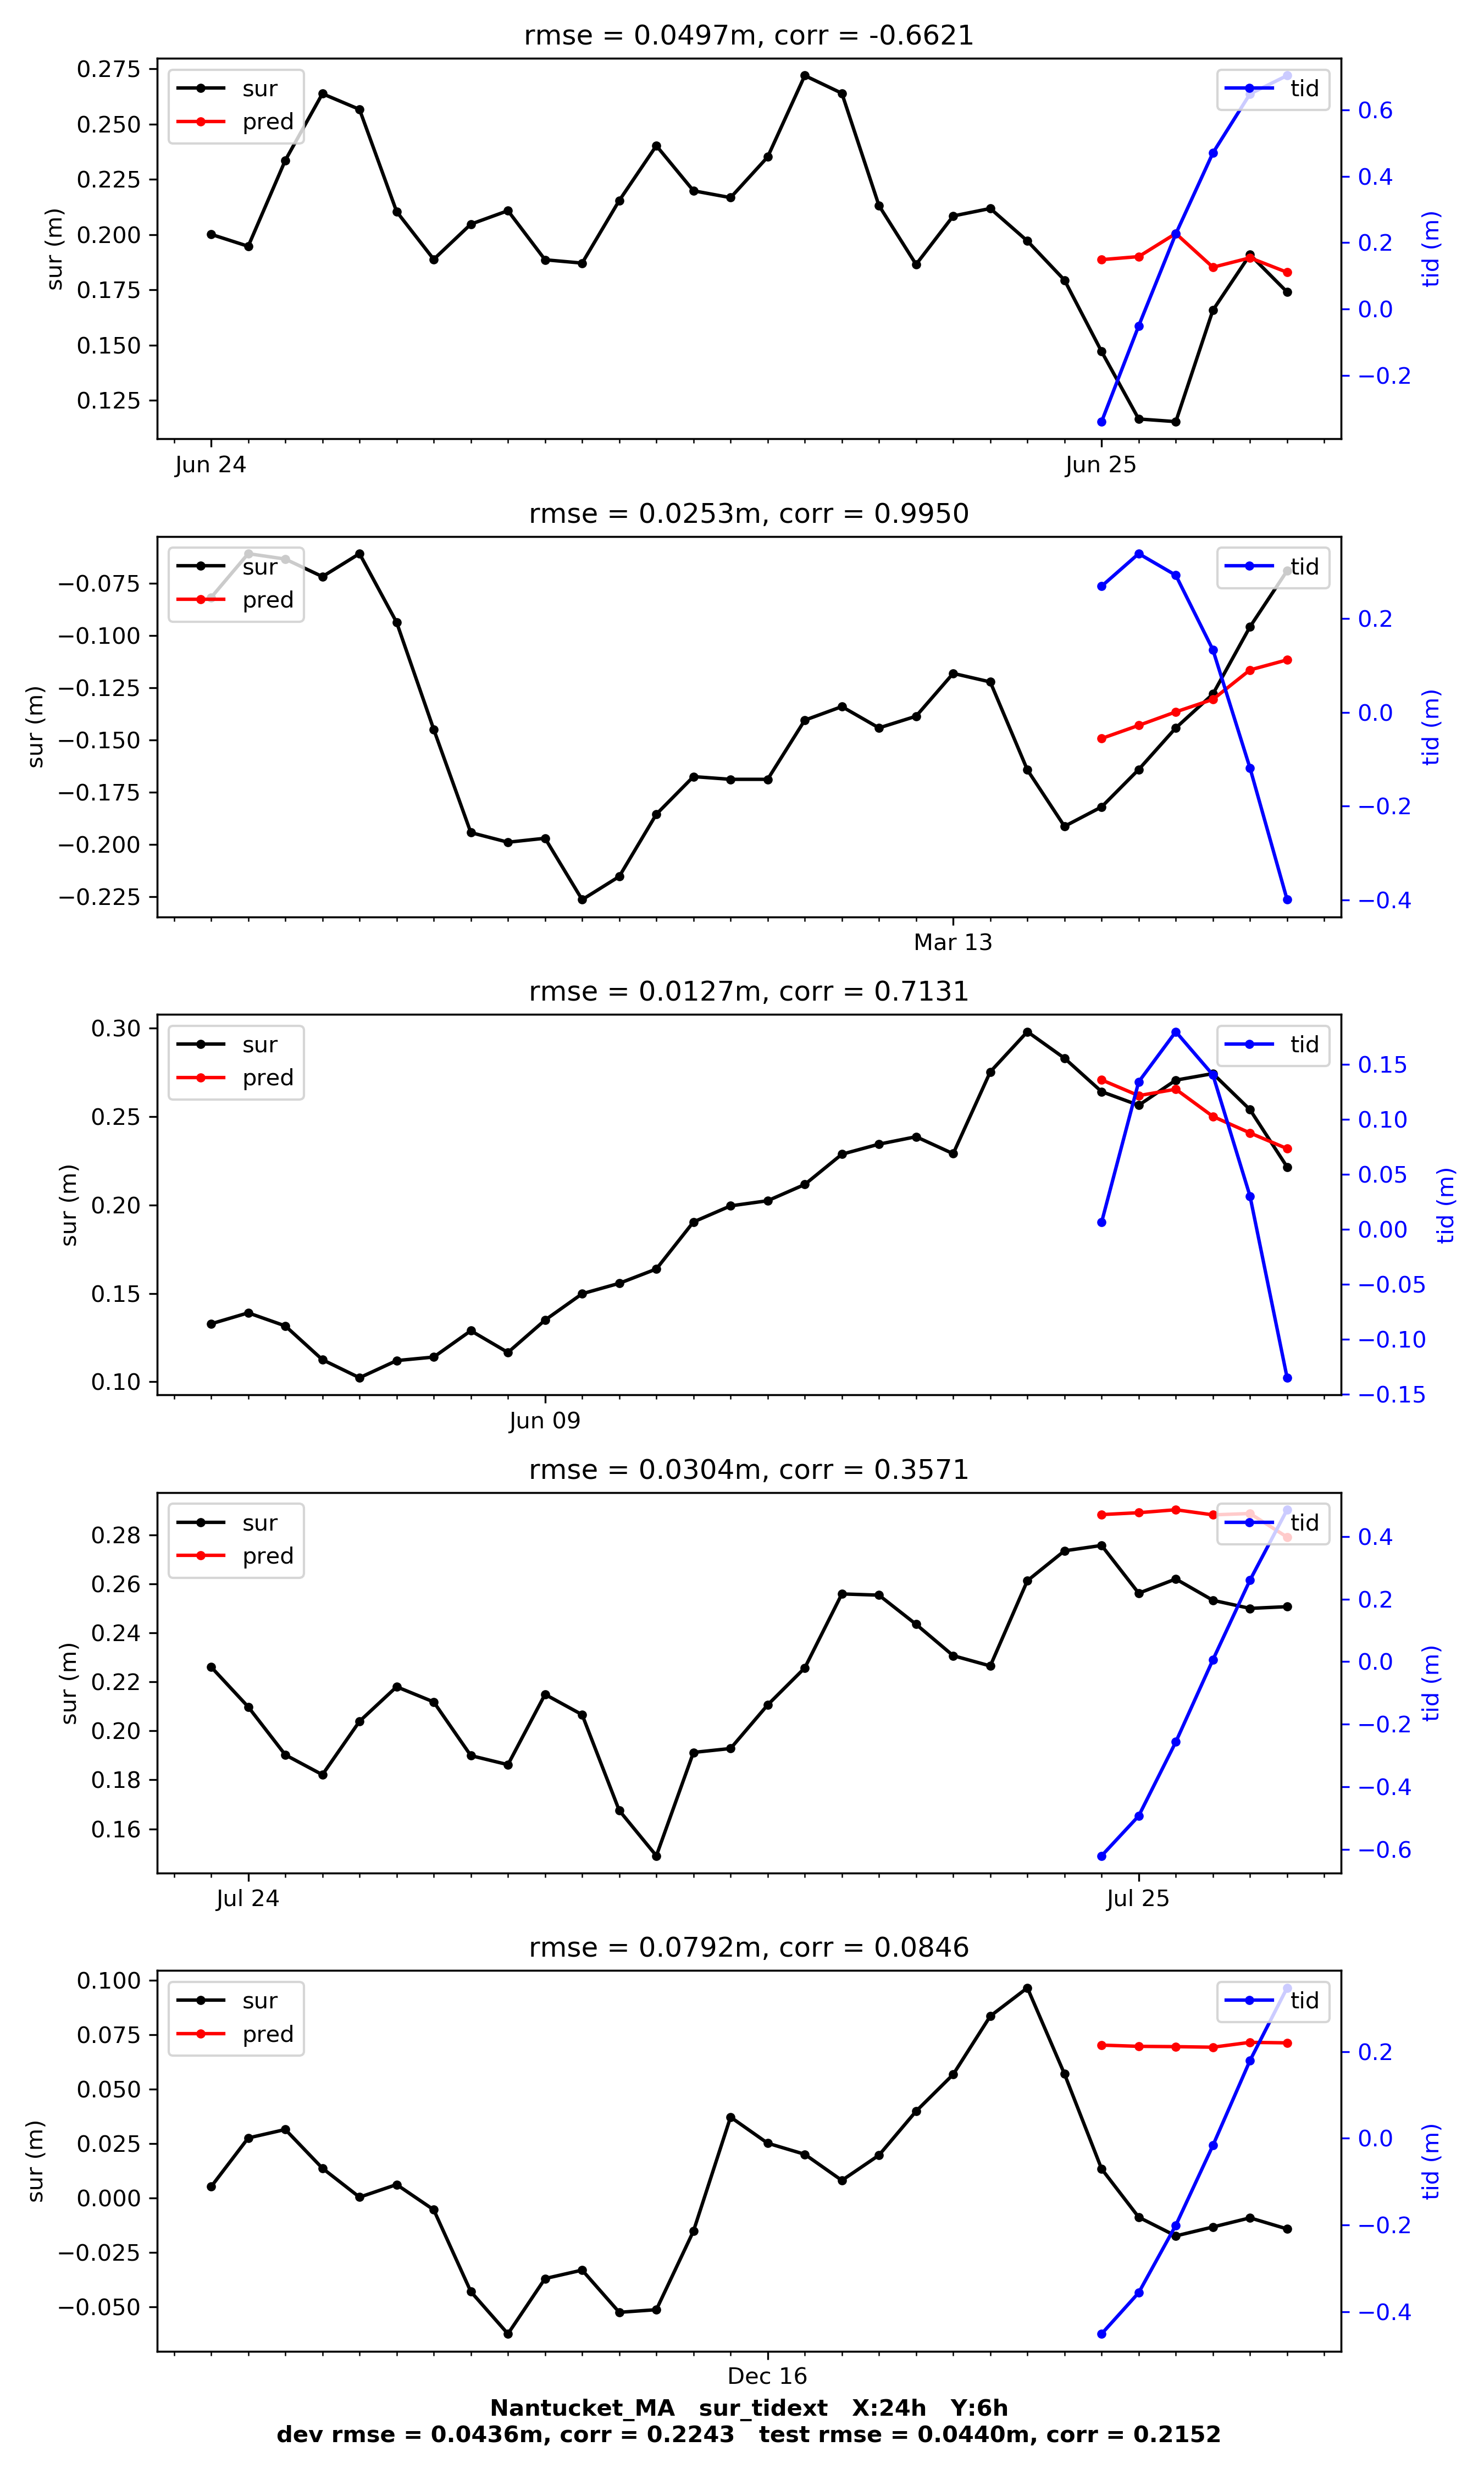 rmse = 0.0497m, corr = -0.6621
0.275
0.250
0.225
0.200
0.175
0.150
0.125
sur (m)
sur
pred
tid
0.6
0.4
0.2
0.0
−0.2
tid (m)
Jun 24
Jun 25
rmse = 0.0253m, corr = 0.9950
−0.075
−0.100
−0.125
−0.150
−0.175
−0.200
−0.225
sur (m)
sur
pred
tid
0.2
0.0
−0.2
−0.4
tid (m)
Mar 13
rmse = 0.0127m, corr = 0.7131
0.30
0.25
0.20
0.15
0.10
sur (m)
sur
pred
tid
0.15
0.10
0.05
0.00
−0.05
−0.10
−0.15
tid (m)
Jun 09
rmse = 0.0304m, corr = 0.3571
0.28
0.26
0.24
0.22
0.20
0.18
0.16
sur (m)
sur
pred
tid
0.4
0.2
0.0
−0.2
−0.4
−0.6
tid (m)
Jul 24
Jul 25
rmse = 0.0792m, corr = 0.0846
0.100
0.075
0.050
0.025
0.000
−0.025
−0.050
sur (m)
sur
pred
tid
0.2
0.0
−0.2
−0.4
tid (m)
Dec 16
Nantucket_MA   sur_tidext   X:24h   Y:6h
dev rmse = 0.0436m, corr = 0.2243   test rmse = 0.0440m, corr = 0.2152